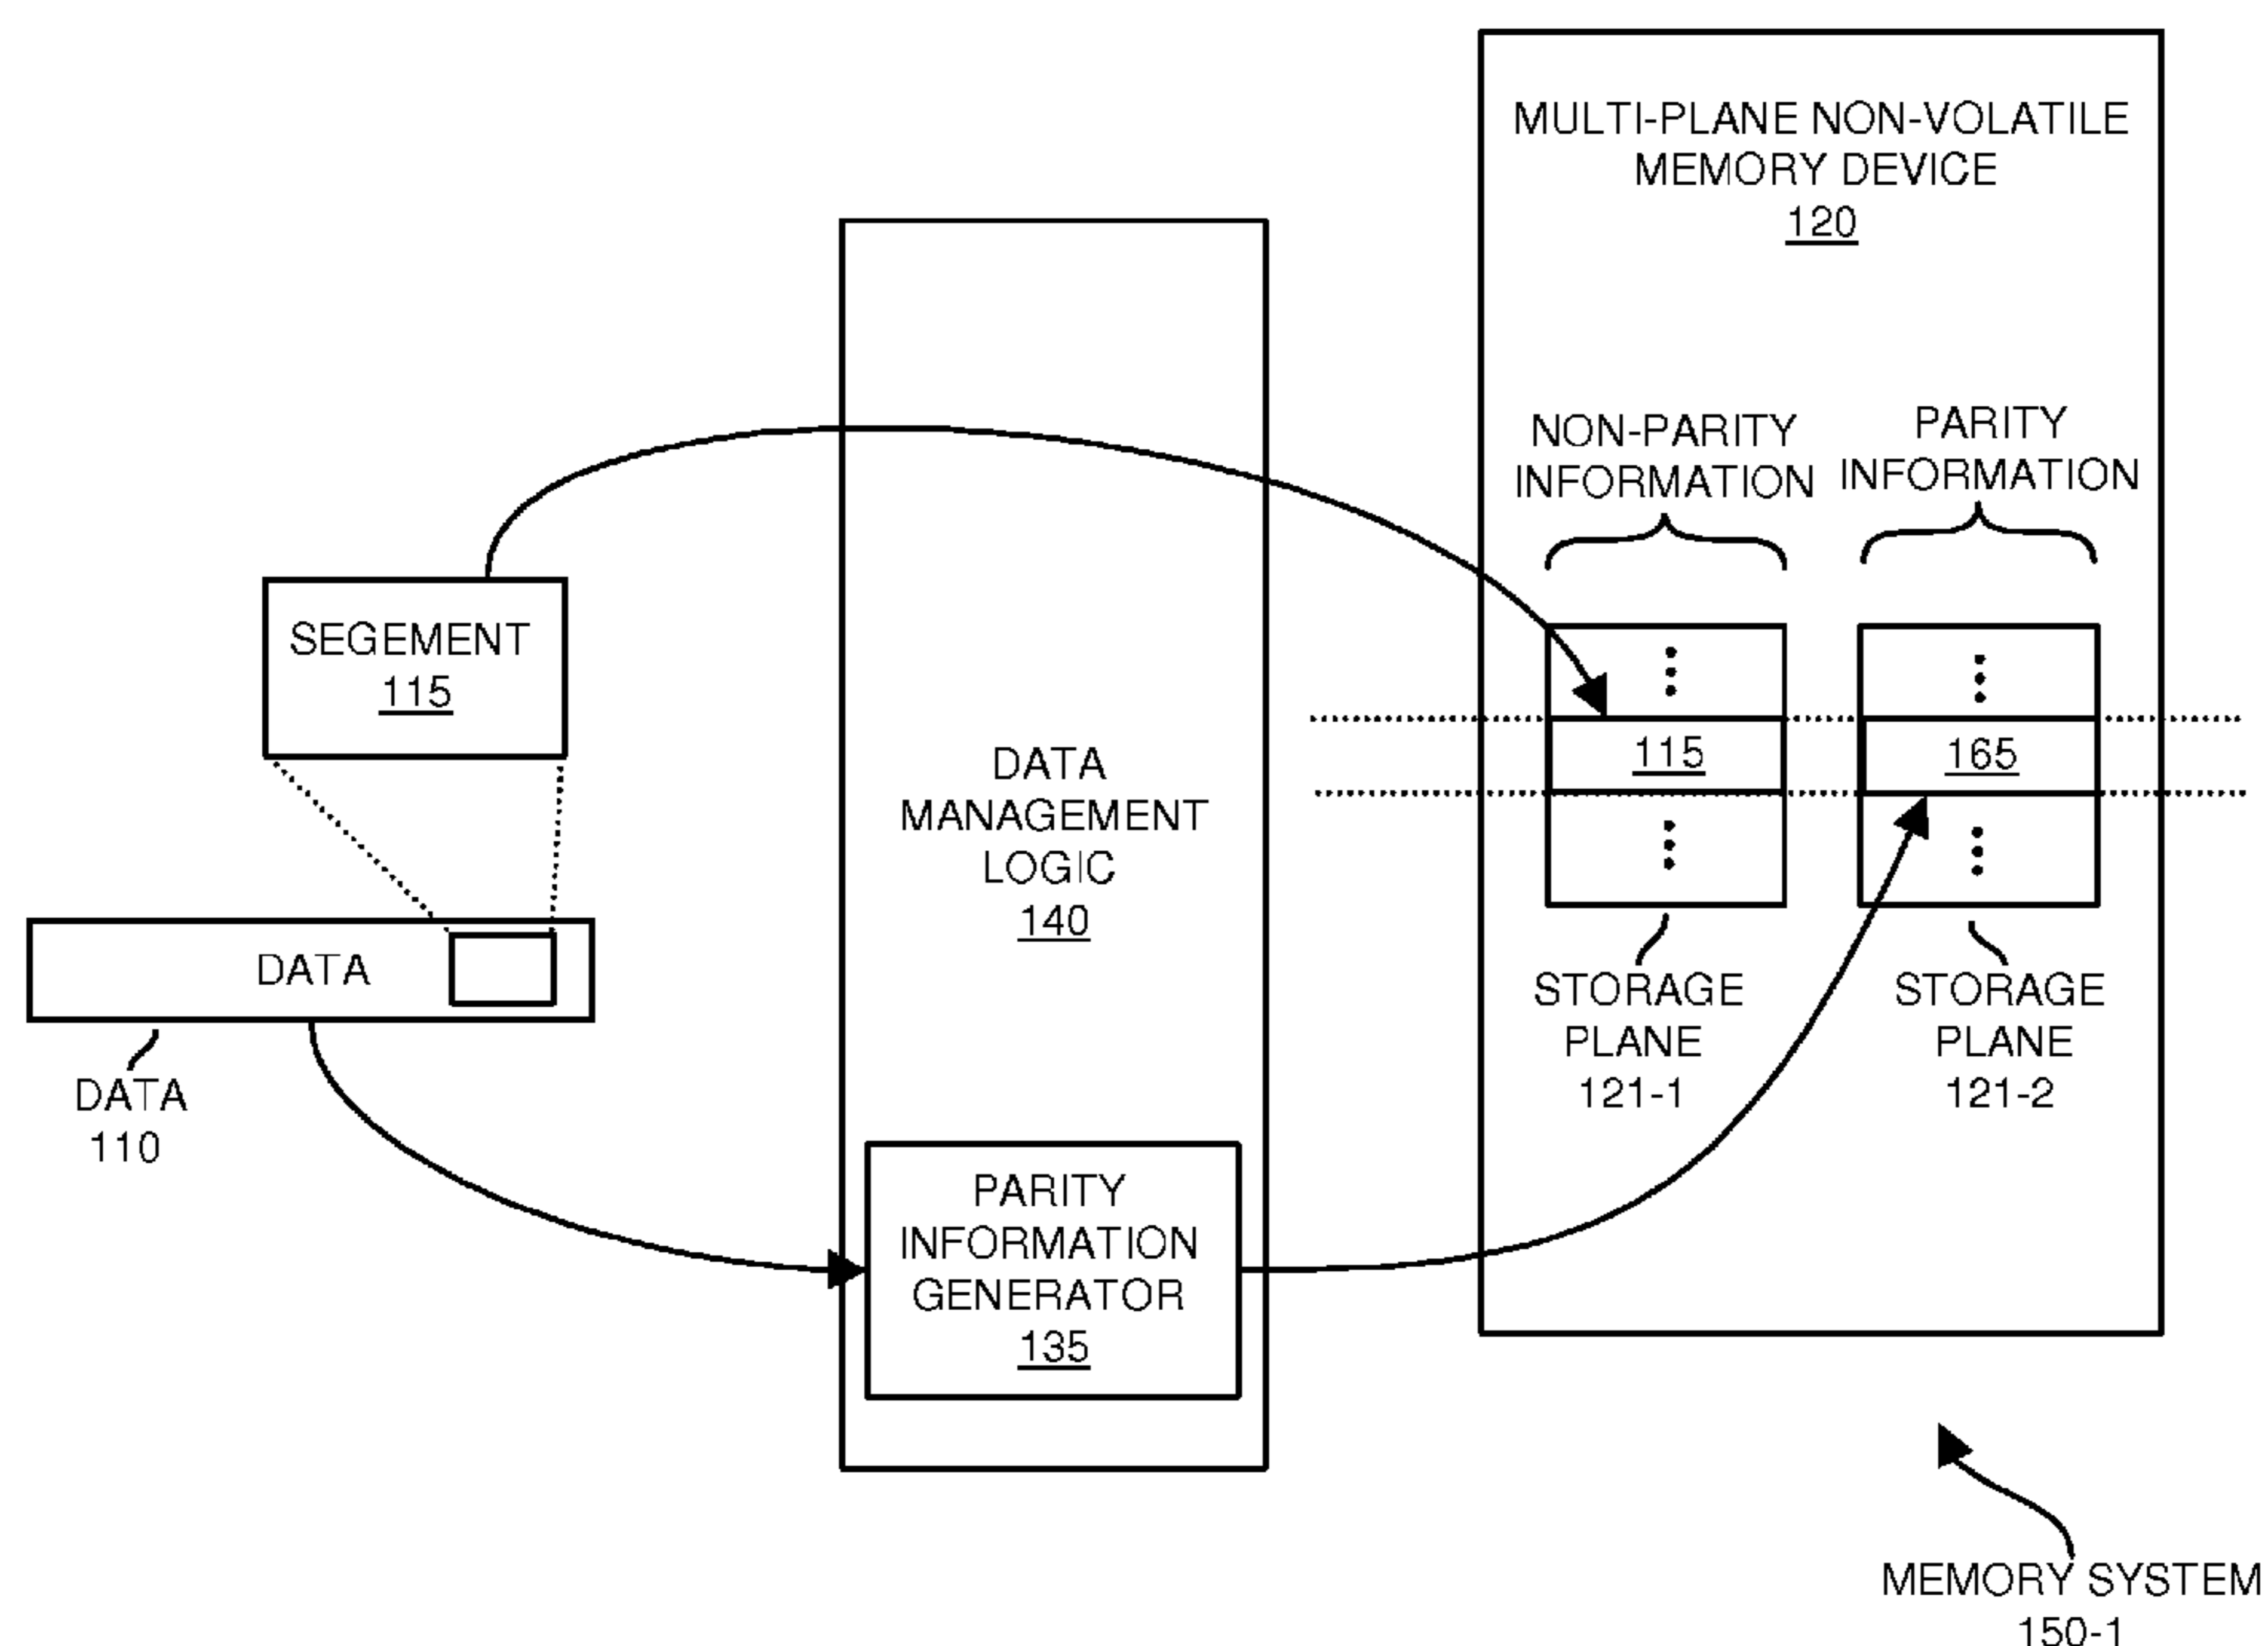 MULTI-PLANE NON-VOLATILE
MEMORY DEVICE
120
NON-PARITY
INFORMATION
PARITY
INFORMATION
SEGEMENT
115
DATA
MANAGEMENT
LOGIC
140
115
165
DATA
DATA
110
STORAGE
PLANE
121-1
STORAGE
PLANE
121-2
PARITY
INFORMATION
GENERATOR
135
MEMORY SYSTEM
150-1